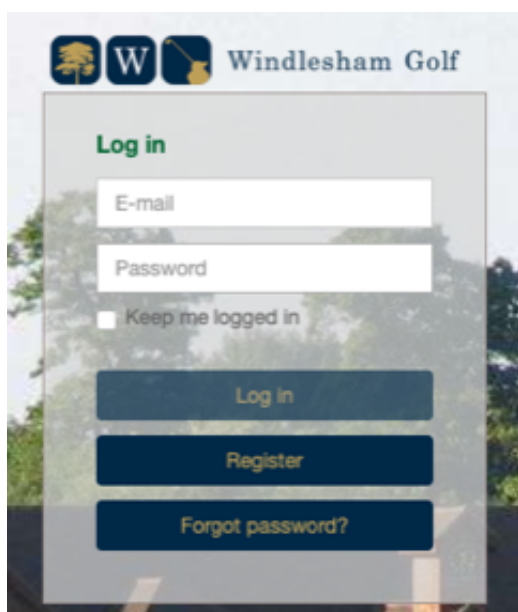 W Windlesham Golf
Log in
E-mail
Password
Keep me logged in
Log in
Register
Forgot password?